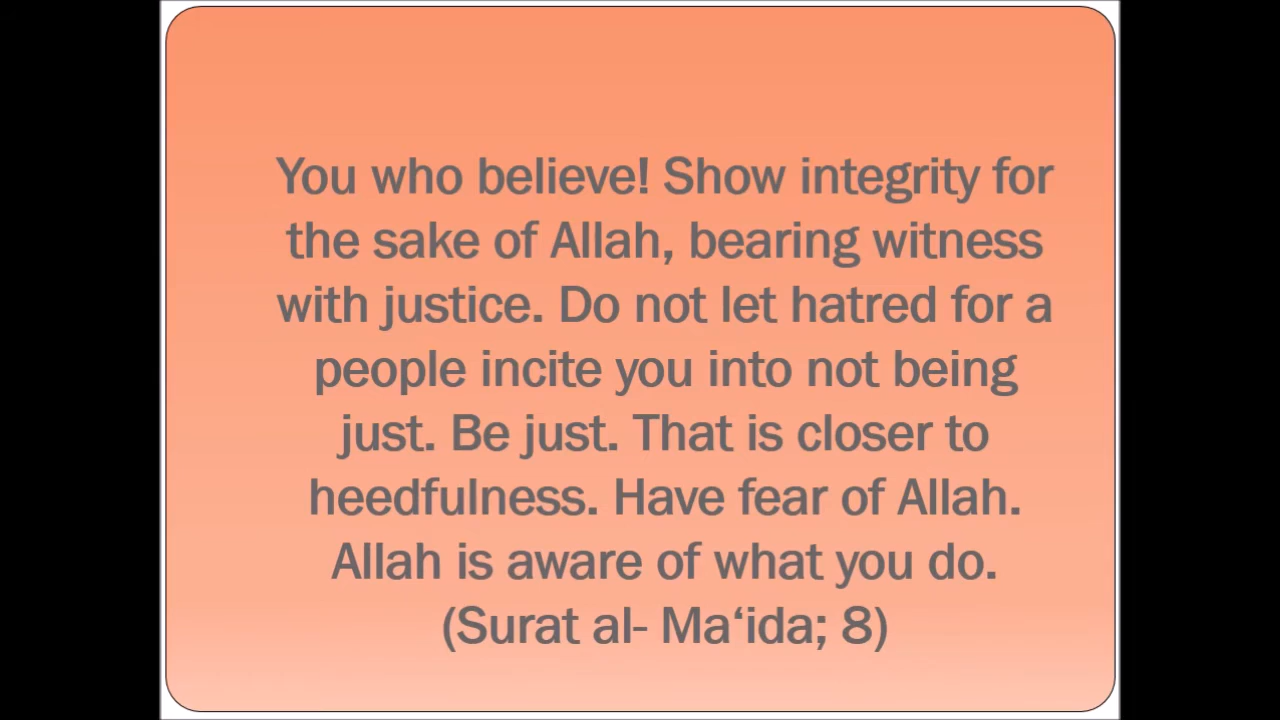 You who believe! Show integrity for
the sake of Allah, bearing witness
with justice. Do not let hatred for a
people incite you into not being
just. Be just. That is closer to
heedfulness. Have fear of Allah.
Allah is aware of what you do.
(Surat al- Ma‘ida; 8)